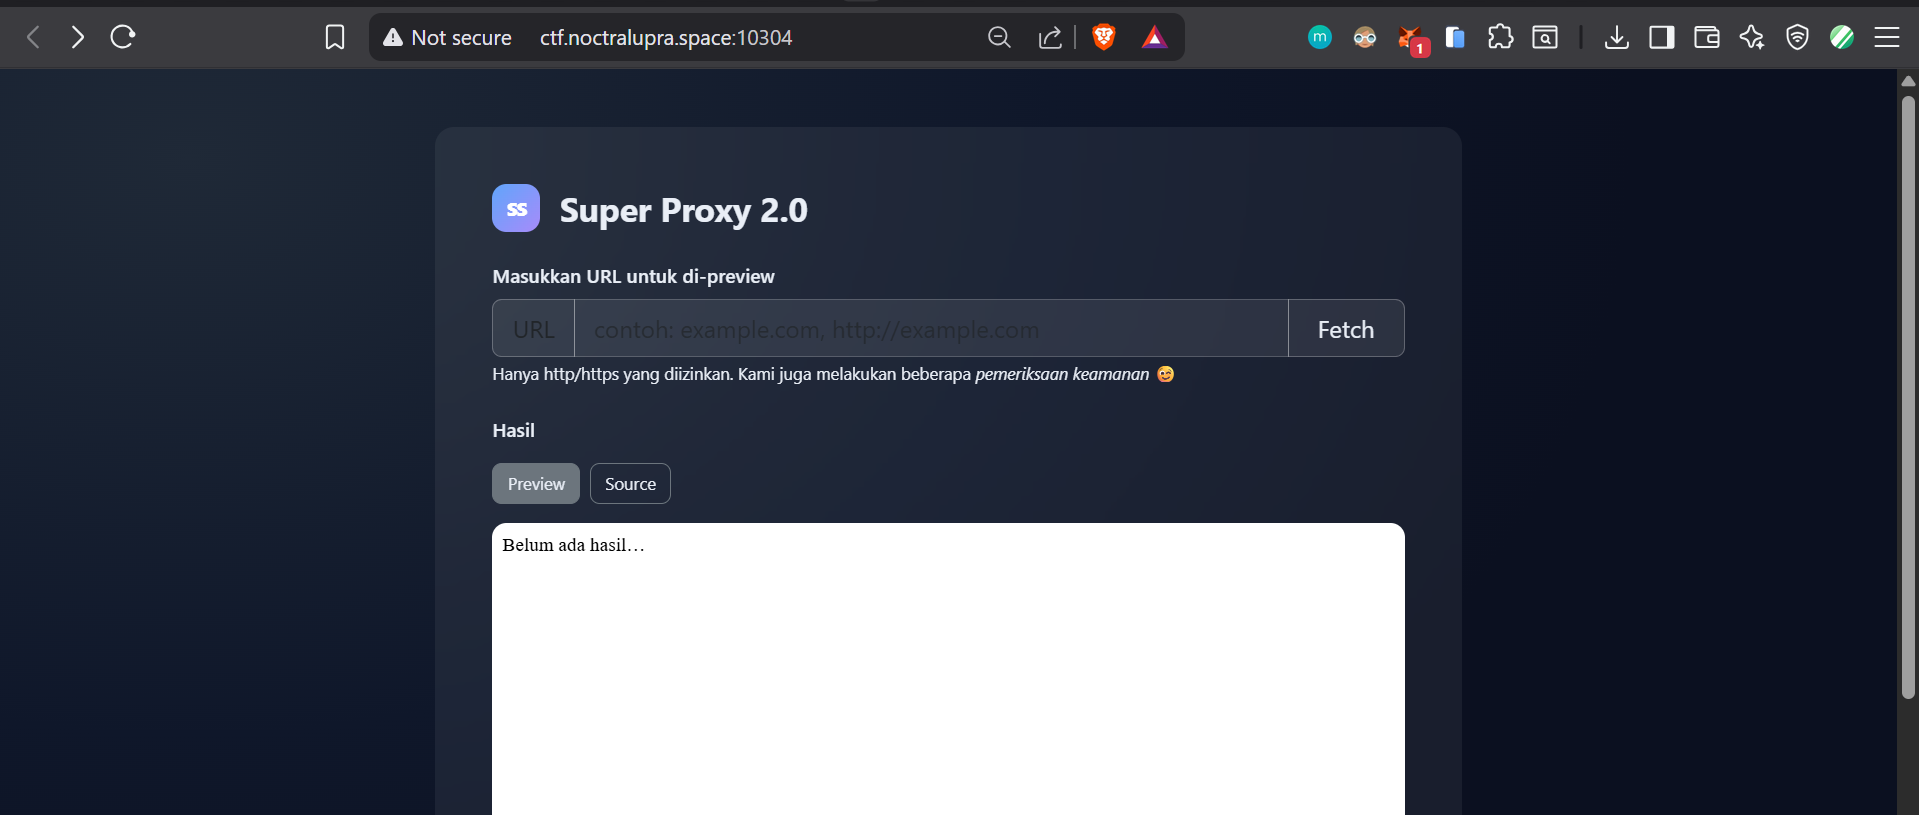 Not secure ctf.noctralupra.space:10304
m
1
ss Super Proxy 2.0
Masukkan URL untuk di-preview
URL contoh: example.com, http://example.com Fetch
Hanya http/https yang diizinkan. Kami juga melakukan beberapa pemeriksaan keamanan 😋
Hasil
Preview Source
Belum ada hasil…